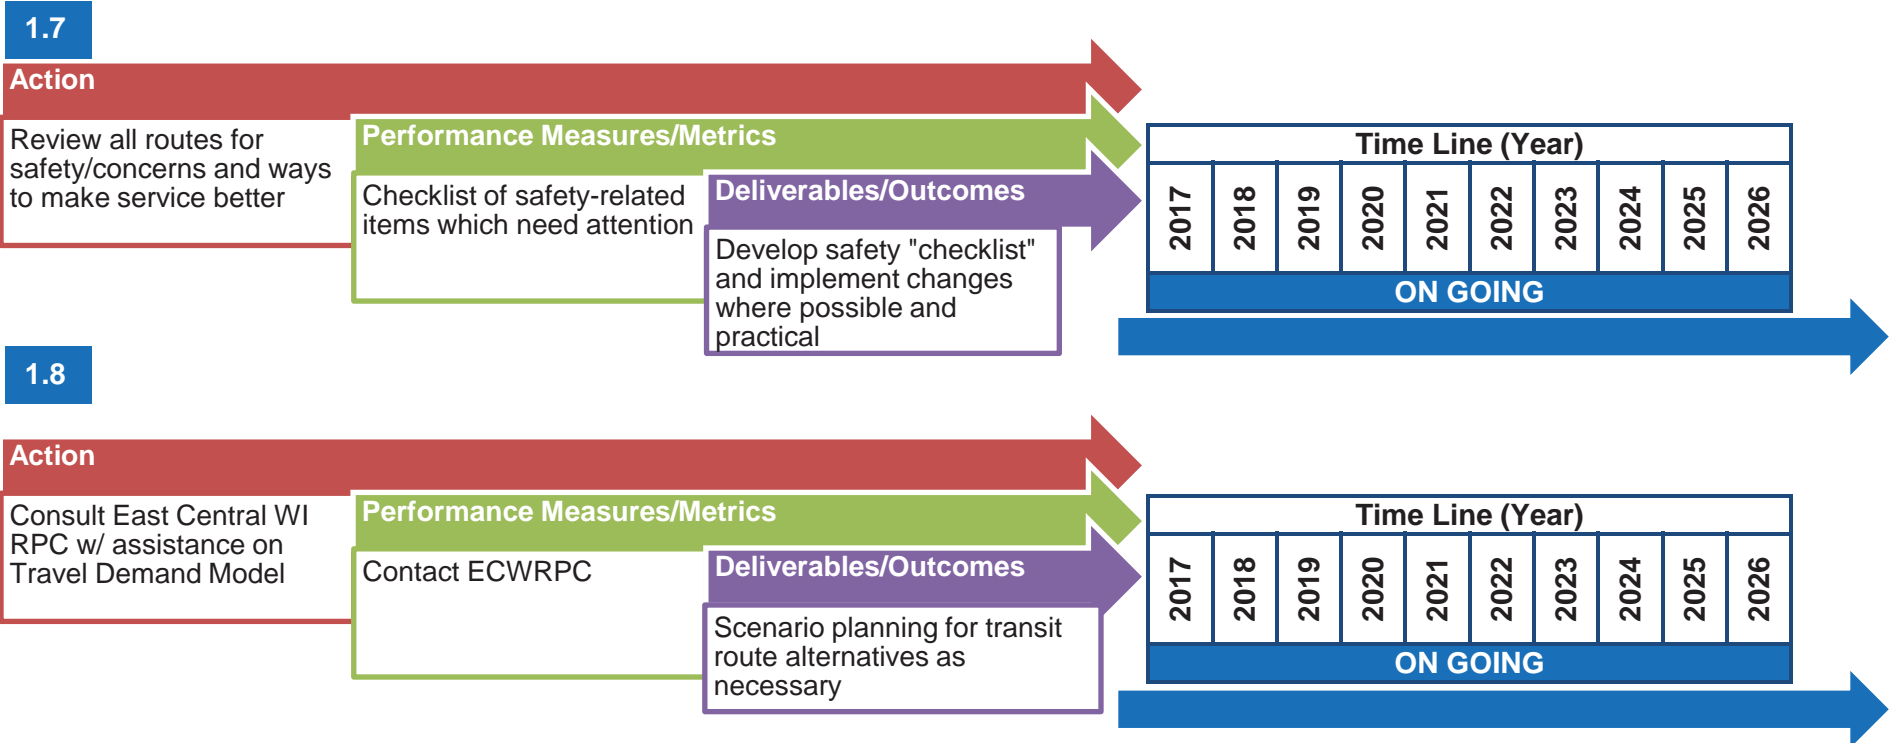 1.7
Action
Review all routes for
safety/concerns and ways
to make service better
Performance Measures/Metrics
Checklist of safety-related
items which need attention
Deliverables/Outcomes
Develop safety "checklist"
and implement changes
where possible and
practical
Time Line (Year)
2017 2018 2019 2020 2021 2022 2023 2024 2025 2026
ON GOING
1.8
Action
Consult East Central WI
RPC w/ assistance on
Travel Demand Model
Performance Measures/Metrics
Contact ECWRPC
Deliverables/Outcomes
Scenario planning for transit
route alternatives as
necessary
Time Line (Year)
2017 2018 2019 2020 2021 2022 2023 2024 2025 2026
ON GOING